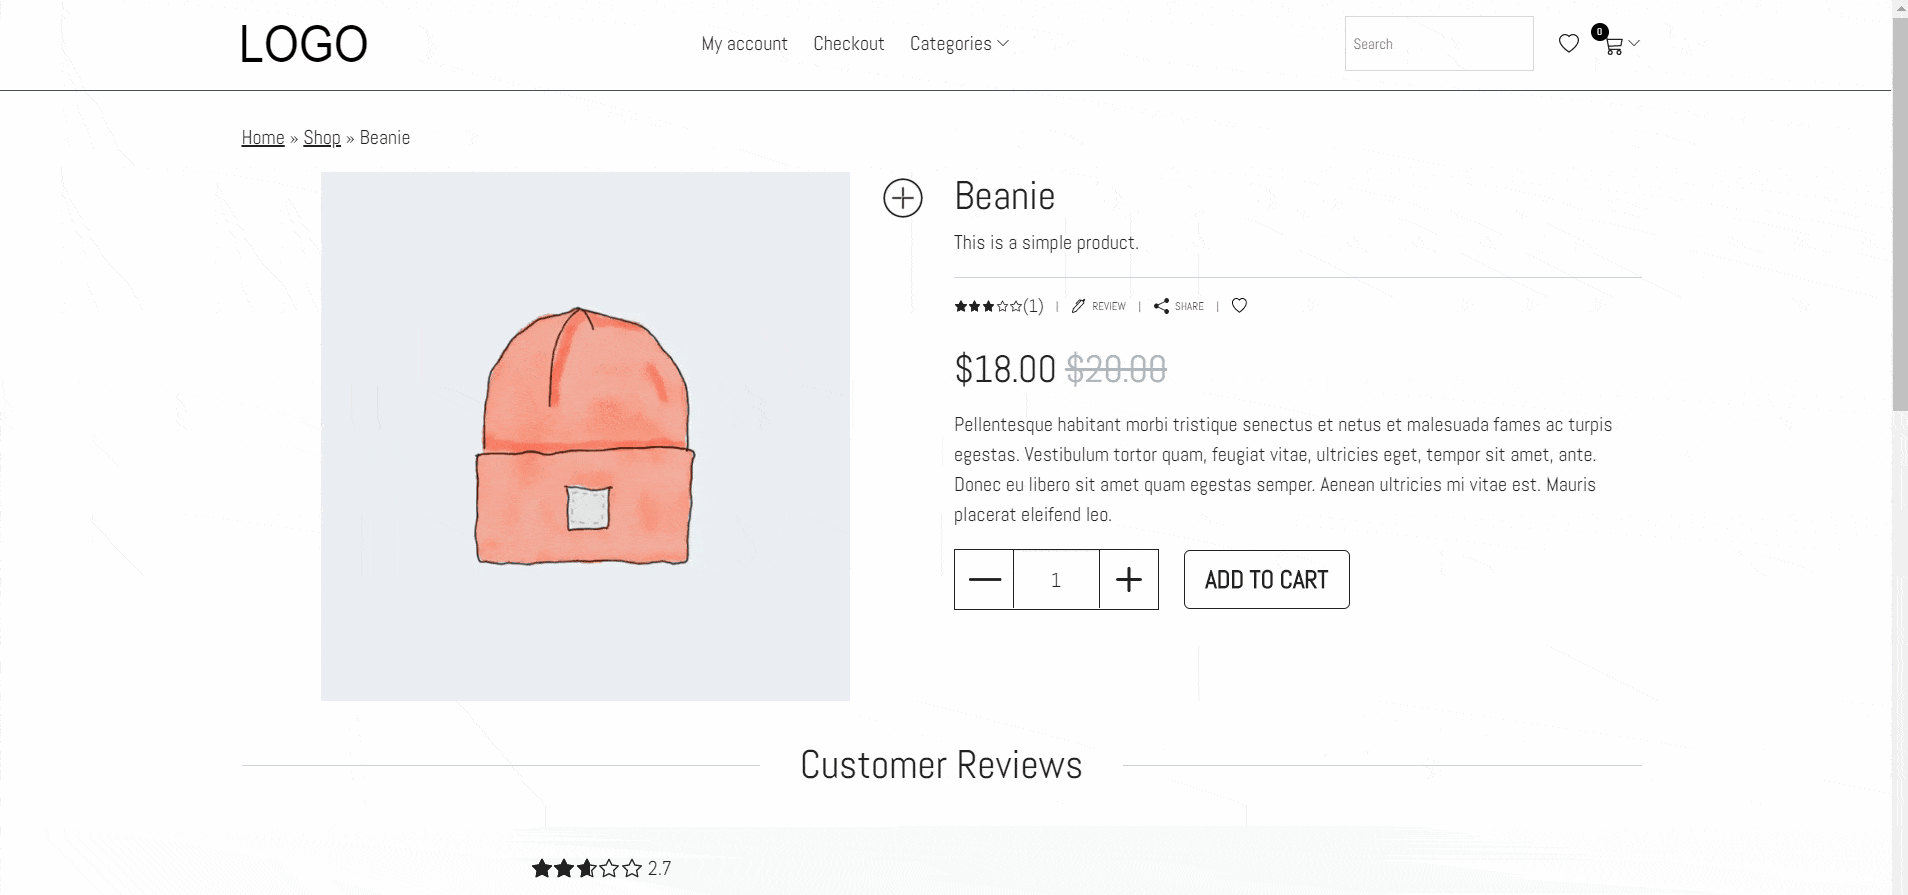 LOGO
My account Checkout Categories
Search
0
Home » Shop » Beanie
Beanie
This is a simple product.
(1) | REVIEW | SHARE |
$18.00 $20.00
Pellentesque habitant morbi tristique senectus et netus et malesuada fames ac turpis
egestas. Vestibulum tortor quam, feugiat vitae, ultricies eget, tempor sit amet, ante.
Donec eu libero sit amet quam egestas semper. Aenean ultricies mi vitae est. Mauris
placerat eleifend leo.
1
ADD TO CART
Customer Reviews
2.7